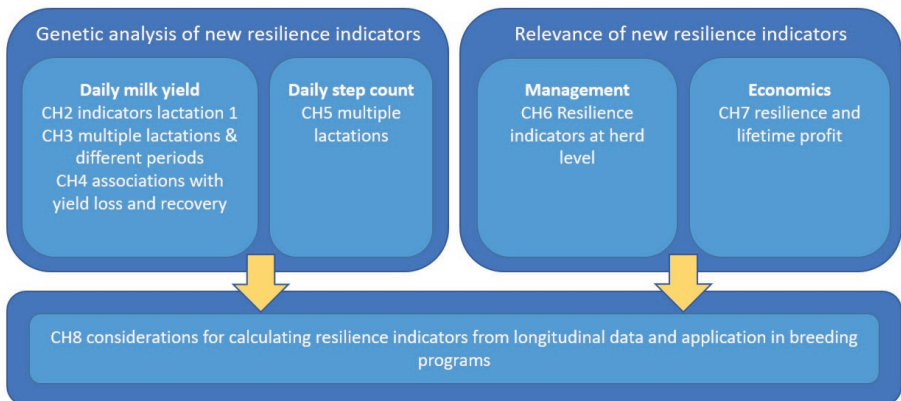 Genetic analysis of new resilience indicators
Daily milk yield
CH2 indicators lactation 1
CH3 multiple lactations &
different periods
CH4 associations with
yield loss and recovery
Daily step count
CH5 multiple
lactations
Relevance of new resilience indicators
Management
CH6 Resilience
indicators at herd
level
Economics
CH7 resilience and
lifetime profit
CH8 considerations for calculating resilience indicators from longitudinal data and application in breeding
programs